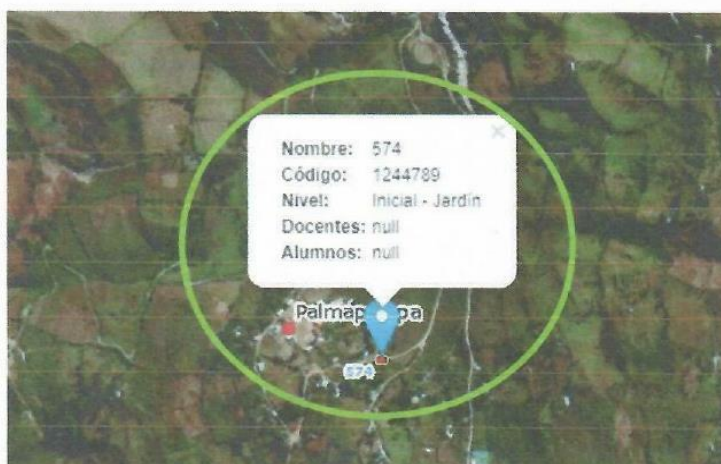 Nombre: 574
Código: 1244789
Nivel: Inicial - Jardín
Docentes: null
Alumnos: null
574